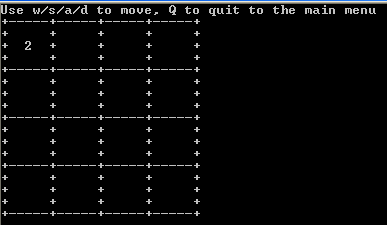 Use w/s/a/d to move, Q to quit to the main menu
+-----+-----+-----+-----+
+     +     +     +     +
+  2  +     +     +     +
+     +     +     +     +
+-----+-----+-----+-----+
+     +     +     +     +
+     +     +     +     +
+     +     +     +     +
+-----+-----+-----+-----+
+     +     +     +     +
+     +     +     +     +
+     +     +     +     +
+-----+-----+-----+-----+
+     +     +     +     +
+     +     +     +     +
+     +     +     +     +
+-----+-----+-----+-----+